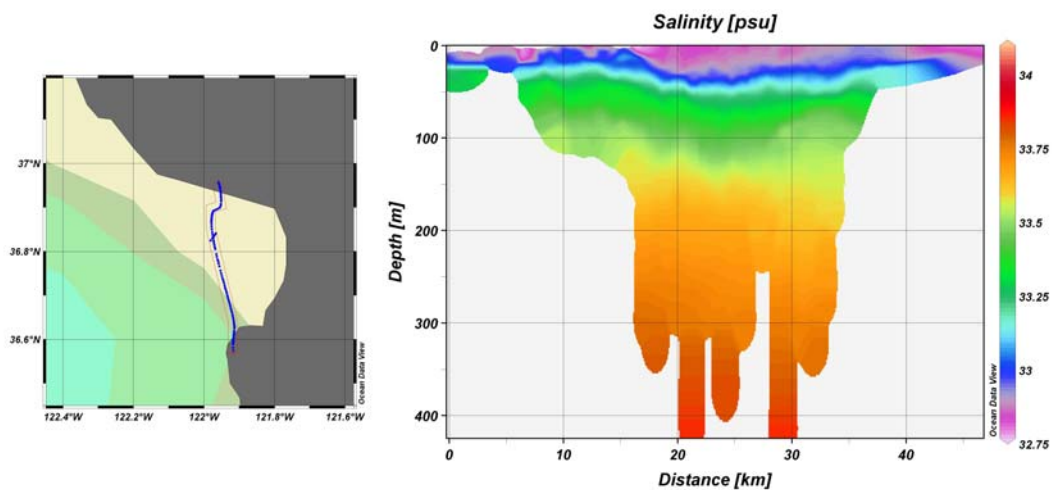 Salinity [psu]
37°N
36.8°N
36.6°N
122.4°W
122.2°W
122°W
121.8°W
121.6°W
Ocean Data View
Depth [m]
0
100
200
300
400
0
10
20
30
40
Distance [km]
Ocean Data View
34
33.75
33.5
33.25
33
32.75